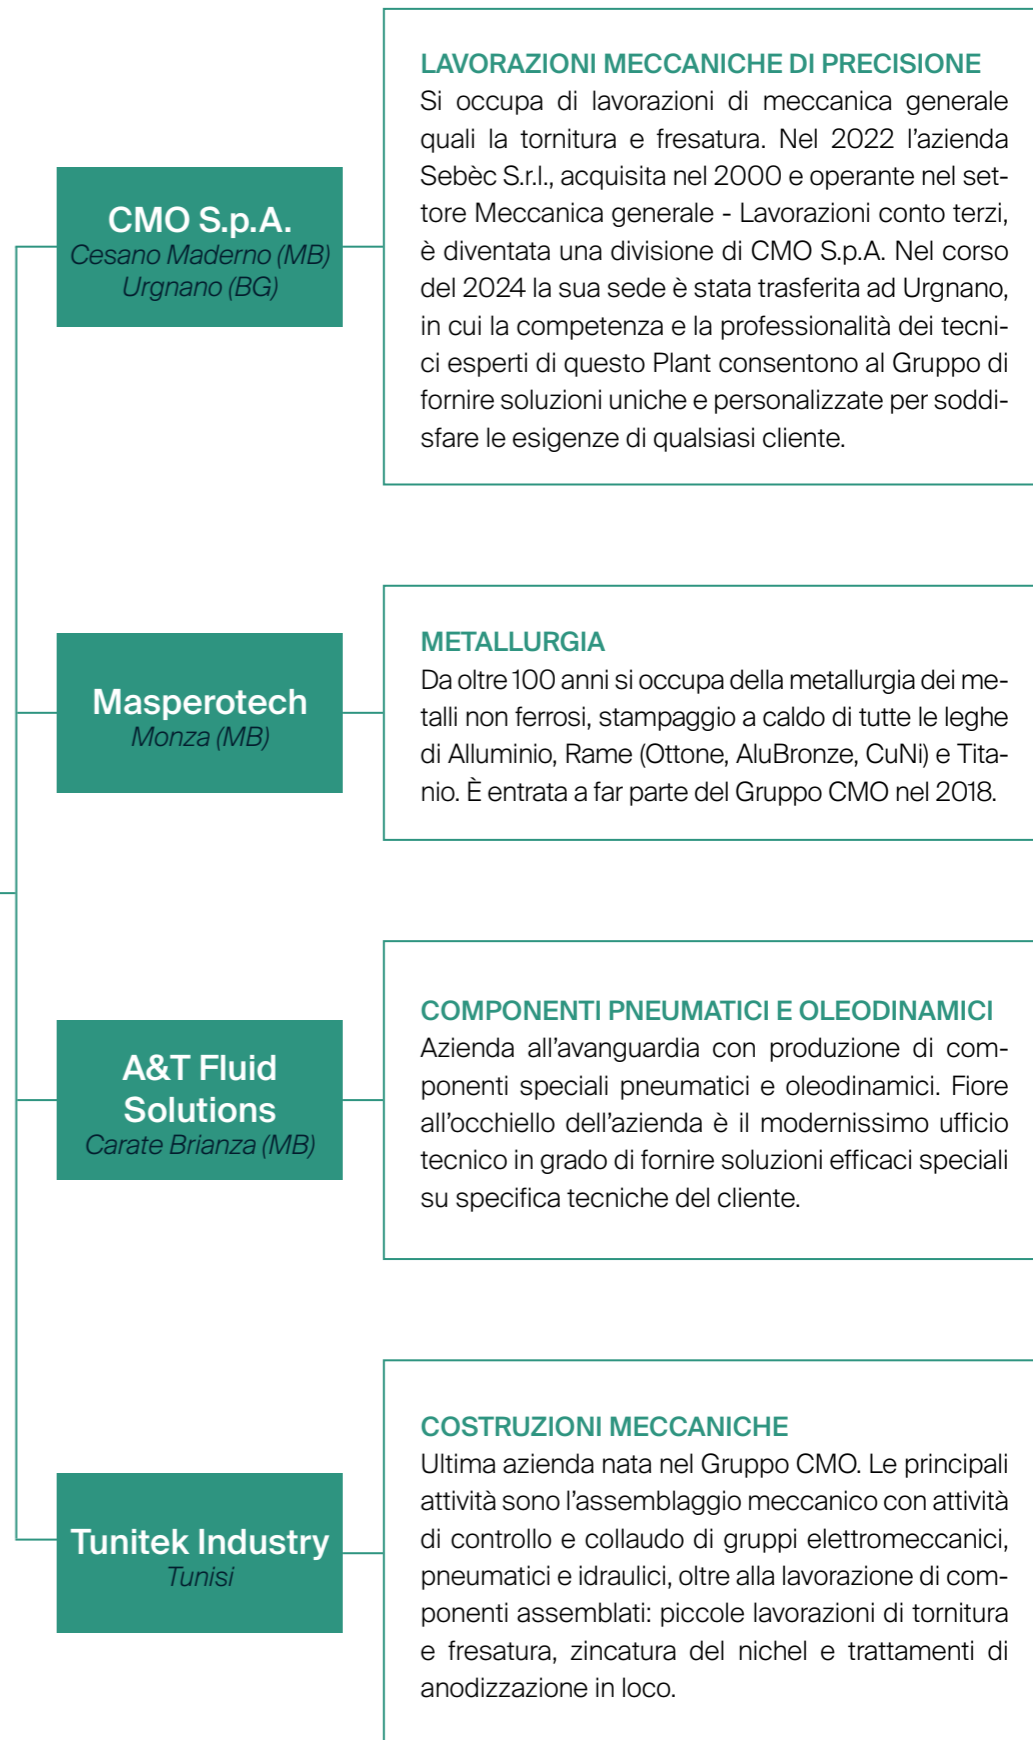 CMO S.p.A.
Cesano Maderno (MB)
Urgnano (BG)
LAVORAZIONI MECCANICHE DI PRECISIONE
Si occupa di lavorazioni di meccanica generale
quali la tornitura e fresatura. Nel 2022 l’azienda
Sebèc S.r.l., acquisita nel 2000 e operante nel set-
tore Meccanica generale - Lavorazioni conto terzi,
è diventata una divisione di CMO S.p.A. Nel corso
del 2024 la sua sede è stata trasferita ad Urgnano,
in cui la competenza e la professionalità dei tecni-
ci esperti di questo Plant consentono al Gruppo di
fornire soluzioni uniche e personalizzate per soddi-
sfare le esigenze di qualsiasi cliente.
Masperotech
Monza (MB)
METALLURGIA
Da oltre 100 anni si occupa della metallurgia dei me-
talli non ferrosi, stampaggio a caldo di tutte le leghe
di Alluminio, Rame (Ottone, AluBronze, CuNi) e Tita-
nio. È entrata a far parte del Gruppo CMO nel 2018.
A&T Fluid
Solutions
Carate Brianza (MB)
COMPONENTI PNEUMATICI E OLEODINAMICI
Azienda all’avanguardia con produzione di com-
ponenti speciali pneumatici e oleodinamici. Fiore
all’occhiello dell’azienda è il modernissimo ufficio
tecnico in grado di fornire soluzioni efficaci speciali
su specifica tecniche del cliente.
Tunitek Industry
Tunisi
COSTRUZIONI MECCANICHE
Ultima azienda nata nel Gruppo CMO. Le principali
attività sono l’assemblaggio meccanico con attività
di controllo e collaudo di gruppi elettromeccanici,
pneumatici e idraulici, oltre alla lavorazione di com-
ponenti assemblati: piccole lavorazioni di tornitura
e fresatura, zincatura del nichel e trattamenti di
anodizzazione in loco.